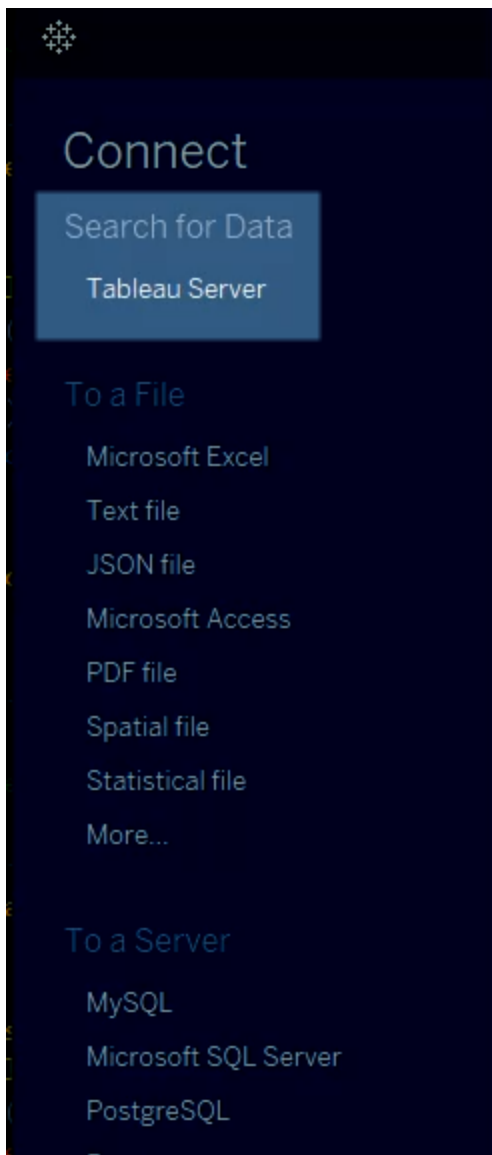 Connect
Search for Data
Tableau Server
To a File
Microsoft Excel
Text file
JSON file
Microsoft Access
PDF file
Spatial file
Statistical file
More...
To a Server
MySQL
Microsoft SQL Server
PostgreSQL